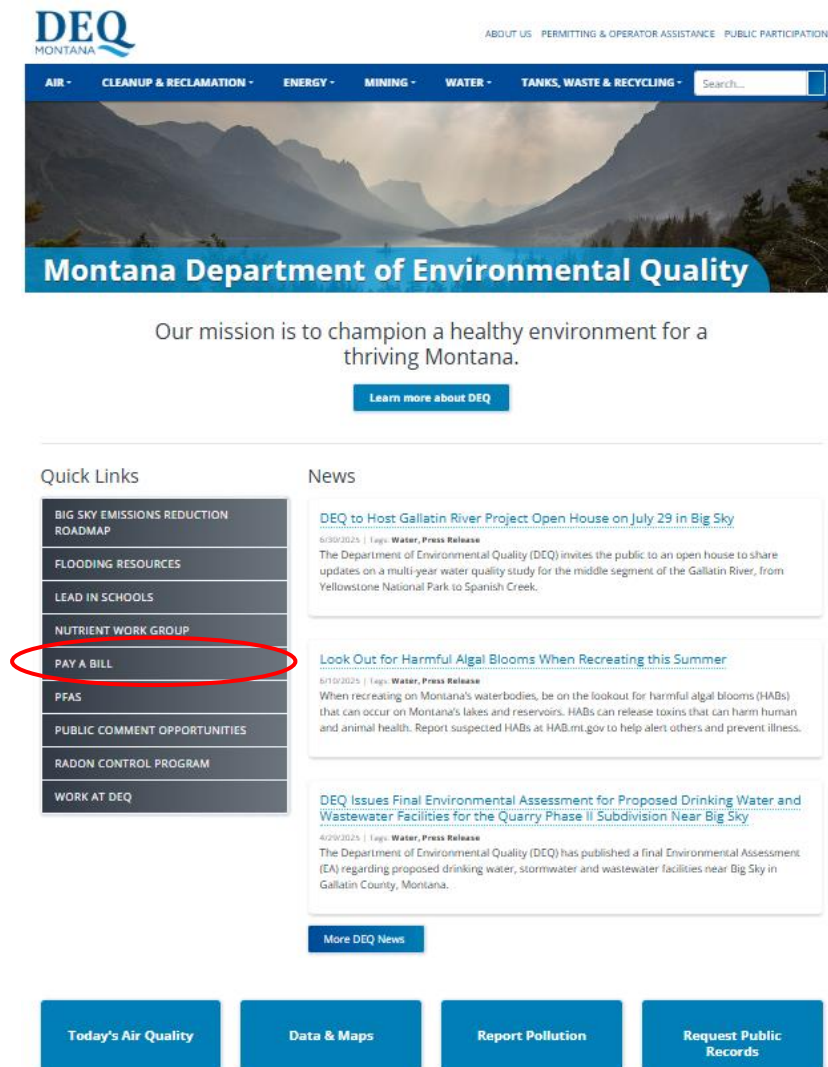 DEQ
MONTANA
ABOUT US PERMITTING & OPERATOR ASSISTANCE PUBLIC PARTICIPATION
AIR CLEANUP & RECLAMATION ENERGY MINING WATER TANKS, WASTE & RECYCLING Search...
Montana Department of Environmental Quality
Our mission is to champion a healthy environment for a
thriving Montana.
Learn more about DEQ
Quick Links
BIG SKY EMISSIONS REDUCTION
ROADMAP
FLOODING RESOURCES
LEAD IN SCHOOLS
NUTRIENT WORK GROUP
PAY A BILL
PFAS
PUBLIC COMMENT OPPORTUNITIES
RADON CONTROL PROGRAM
WORK AT DEQ
News
DEQ to Host Gallatin River Project Open House on July 29 in Big Sky
6/30/2025 | Tags: Water, Press Release
The Department of Environmental Quality (DEQ) invites the public to an open house to share
updates on a multi-year water quality study for the middle segment of the Gallatin River, from
Yellowstone National Park to Spanish Creek.
Look Out for Harmful Algal Blooms When Recreating this Summer
6/10/2025 | Tags: Water, Press Release
When recreating on Montana's waterbodies, be on the lookout for harmful algal blooms (HABs)
that can occur on Montana's lakes and reservoirs. HABs can release toxins that can harm human
and animal health. Report suspected HABs at HAB.mt.gov to help alert others and prevent illness.
DEQ Issues Final Environmental Assessment for Proposed Drinking Water and
Wastewater Facilities for the Quarry Phase II Subdivision Near Big Sky
4/29/2025 | Tags: Water, Press Release
The Department of Environmental Quality (DEQ) has published a final Environmental Assessment
(EA) regarding proposed drinking water, stormwater and wastewater facilities near Big Sky in
Gallatin County, Montana.
More DEQ News
Today's Air Quality
Data & Maps
Report Pollution
Request Public
Records